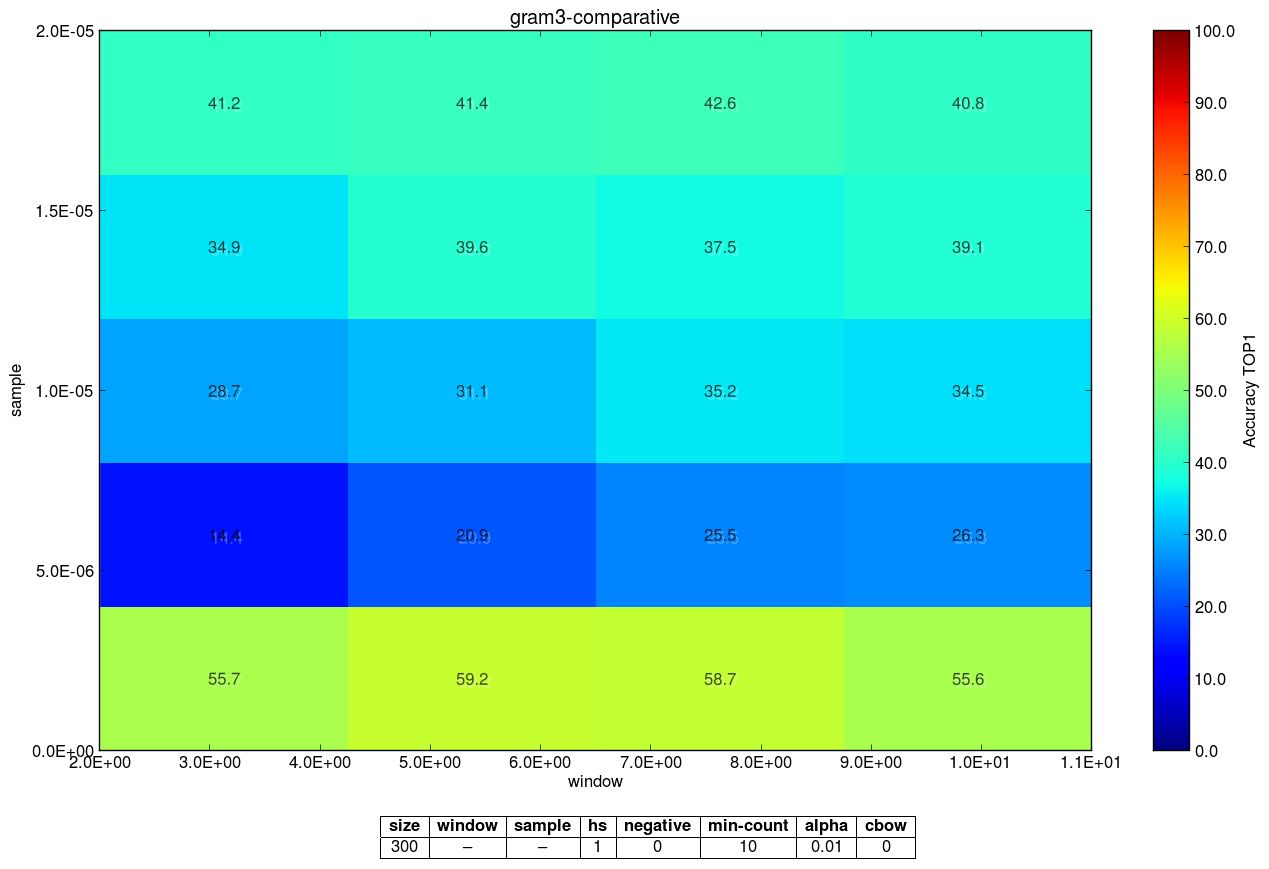 gram3-comparative
2.0E-05
1.5E-05
1.0E-05
5.0E-06
0.0E+00
sample
41.2 41.4 42.6 40.8
34.9 39.6 37.5 39.1
28.7 31.1 35.2 34.5
14.4 20.9 25.5 26.3
55.7 59.2 58.7 55.6
2.0E+00 3.0E+00 4.0E+00 5.0E+00 6.0E+00 7.0E+00 8.0E+00 9.0E+00 1.0E+01 1.1E+01
window
100.0
90.0
80.0
70.0
60.0
50.0
40.0
30.0
20.0
10.0
0.0
Accuracy TOP1
size window sample hs negative min-count alpha cbow
300 – – 1 0 10 0.01 0